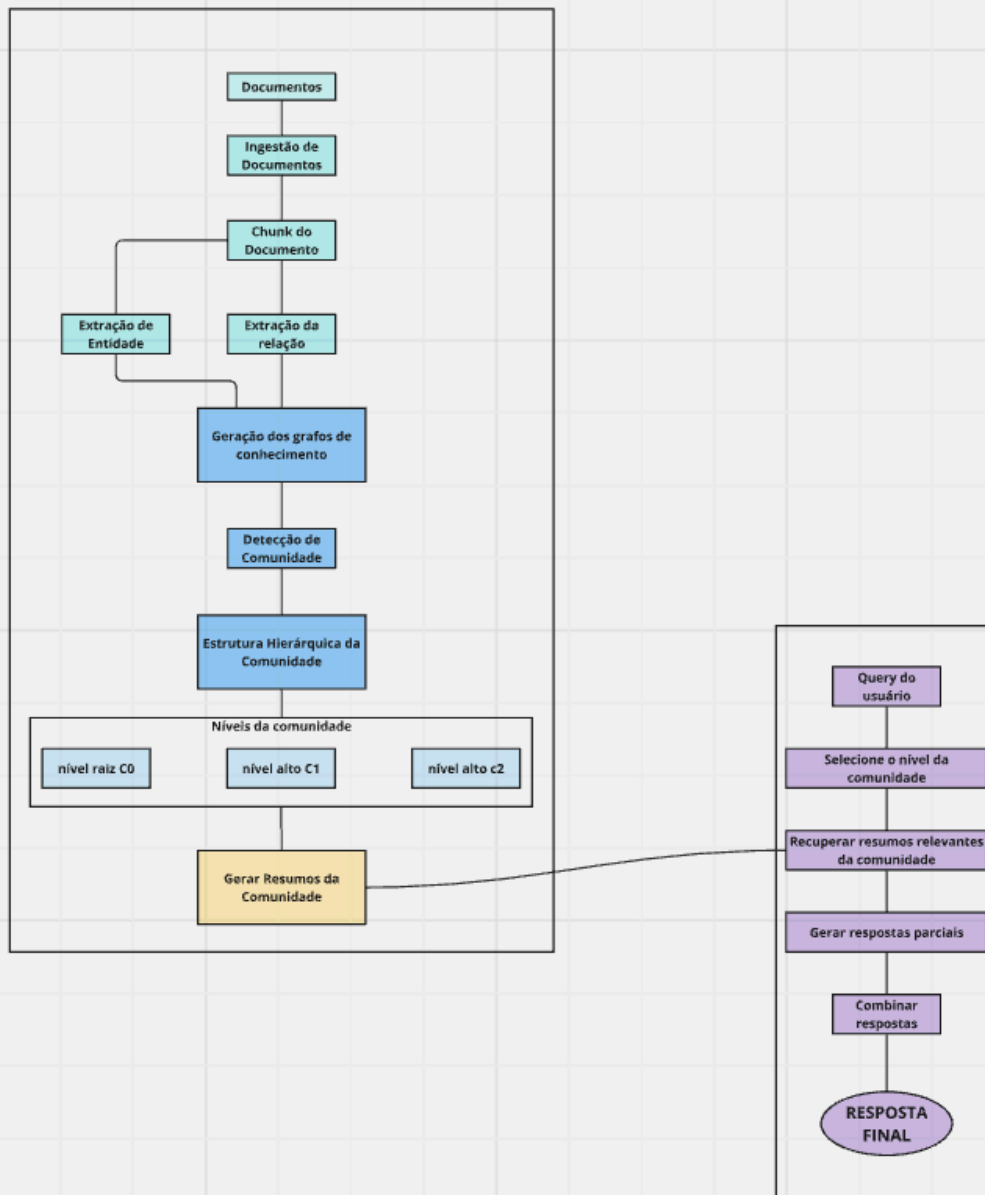 Documentos
Ingestão de
Documentos
Chunk do
Documento
Extração de
Entidade
Extração da
relação
Geração dos grafos de
conhecimento
Detecção de
Comunidade
Estrutura Hierárquica da
Comunidade
Níveis da comunidade
nível raiz C0
nível alto C1
nível alto c2
Gerar Resumos da
Comunidade
Query do
usuário
Selecione o nível da
comunidade
Recuperar resumos relevantes
da comunidade
Gerar respostas parciais
Combinar
respostas
RESPOSTA
FINAL